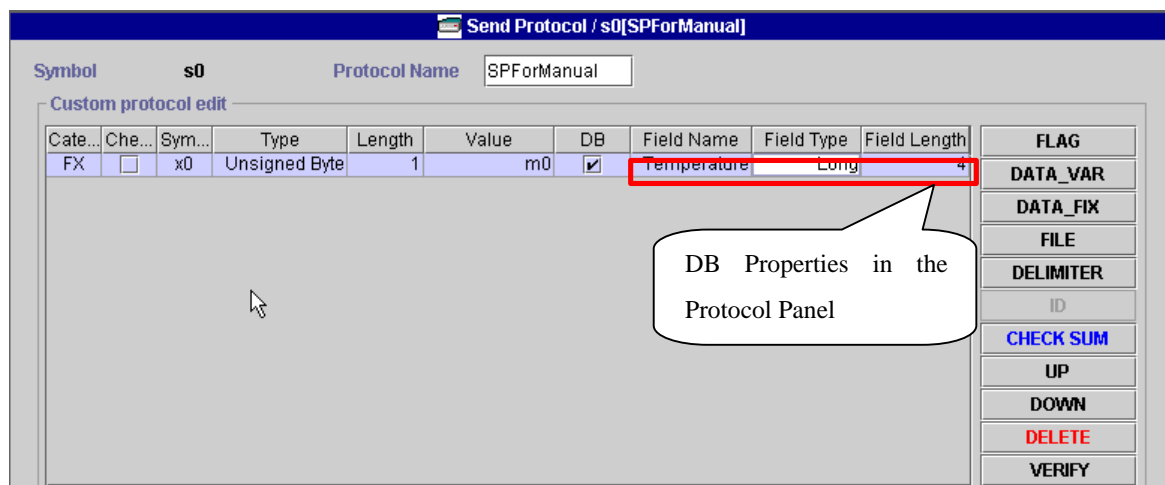 Send Protocol / s0[SPForManual]
Symbol s0 Protocol Name SPForManual
Custom protocol edit
Cate... Che... Sym... Type Length Value DB Field Name Field Type Field Length
FX x0 Unsigned Byte 1 m0 Temperature Long 4
FLAG
DATA_VAR
DATA_FIX
FILE
DELIMITER
ID
CHECK SUM
UP
DOWN
DELETE
VERIFY
DB Properties in the
Protocol Panel